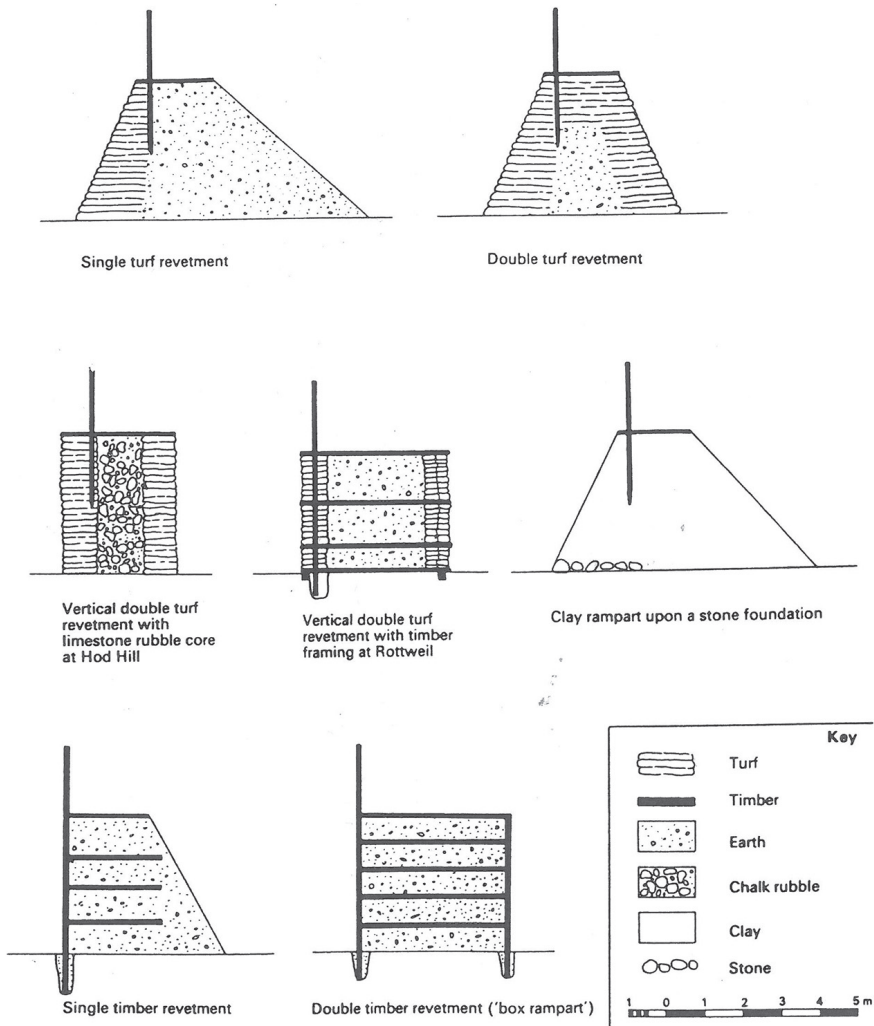 Single turf revetment
Double turf revetment
Vertical double turf
revetment with
limestone rubble core
at Hod Hill
Vertical double turf
revetment with timber
framing at Rottweil
Clay rampart upon a stone foundation
Single timber revetment
Double timber revetment ('box rampart')
Key
Turf
Timber
Earth
Chalk rubble
Clay
Stone
1 0 1 2 3 4 5 m